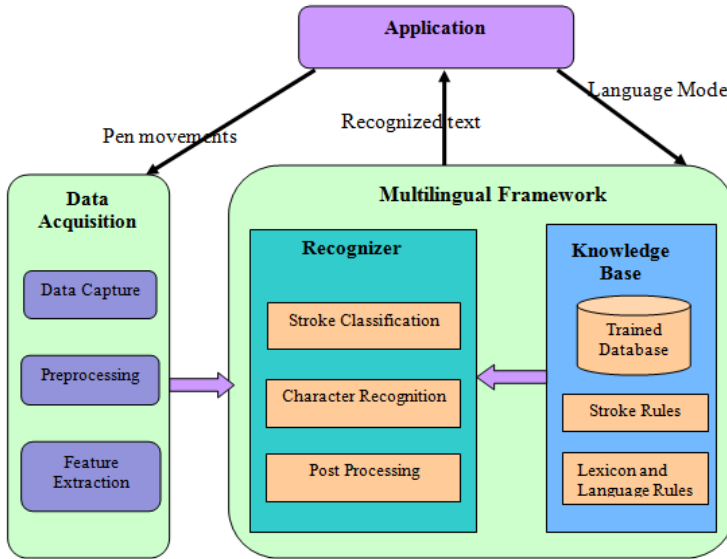 Application
Pen movements
Recognized text
Language Mode
Data
Acquisition
Data Capture
Preprocessing
Feature
Extraction
Multilingual Framework
Recognizer
Stroke Classification
Character Recognition
Post Processing
Knowledge
Base
Trained
Database
Stroke Rules
Lexicon and
Language Rules